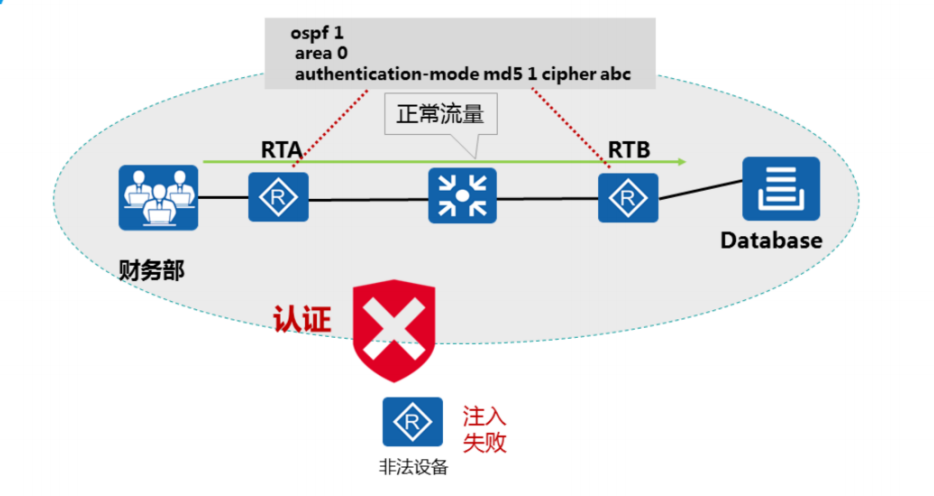 ospf 1
area 0
authentication-mode md5 1 cipher abc
正常流量
RTA
RTB
R
R
Database
财务部
认证
R
注入
失败
非法设备